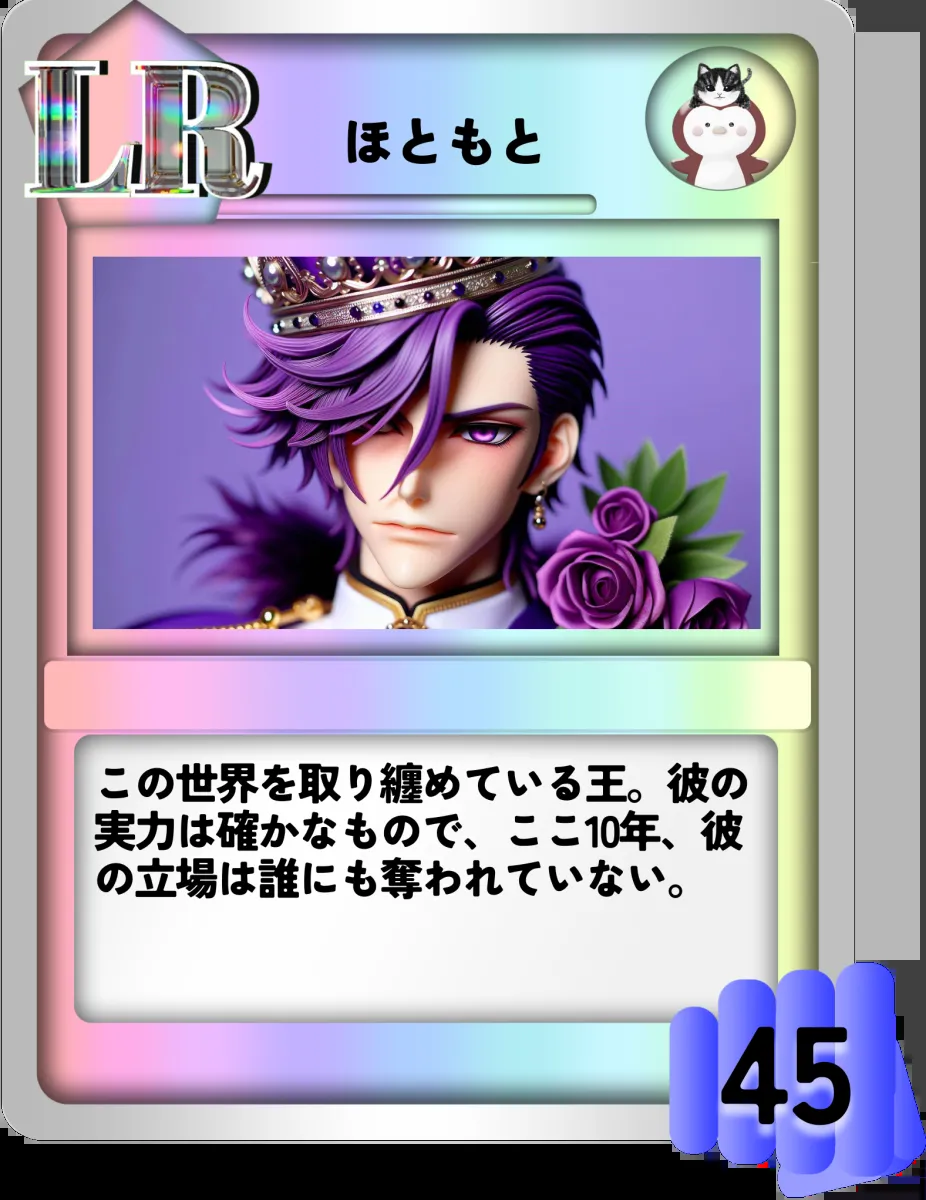 LR
ほともと
この世界を取り纏めている王。彼の
実力は確かなもので、ここ10年、彼
の立場は誰にも奪われていない。
45